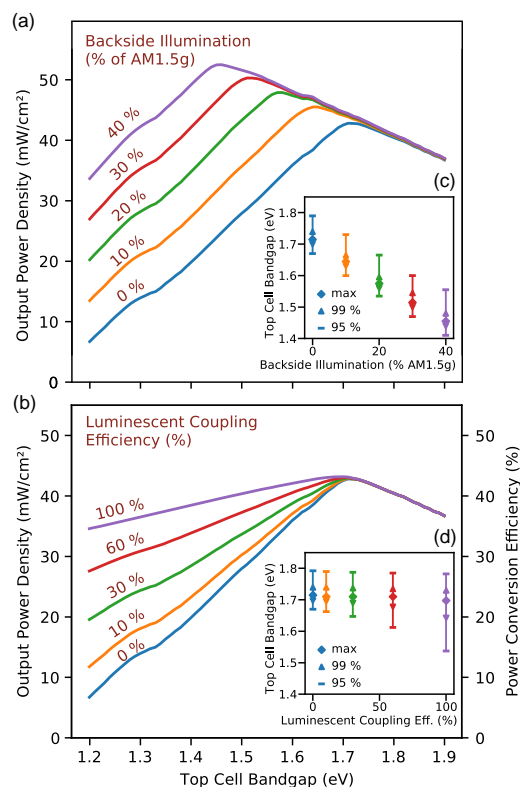 (a)
Backside Illumination
(% of AM1.5g)
50
40
30
20
10
0
Output Power Density (mW/cm²)
40 %
30 %
20 %
10 %
0 %
(c)
1.8
1.7
1.6
1.5
1.4
Top Cell Bandgap (eV)
max
99 %
95 %
0 20 40
Backside Illumination (% AM1.5g)
(b)
Luminescent Coupling
Efficiency (%)
50
40
30
20
10
0
Output Power Density (mW/cm²)
100 %
60 %
30 %
10 %
0 %
(d)
1.8
1.7
1.6
1.4
Top Cell Bandgap (eV)
max
99 %
95 %
0 50 100
Luminescent Coupling Eff. (%)
50
40
30
20
10
0
Power Conversion Efficiency (%)
1.2 1.3 1.4 1.5 1.6 1.7 1.8 1.9
Top Cell Bandgap (eV)